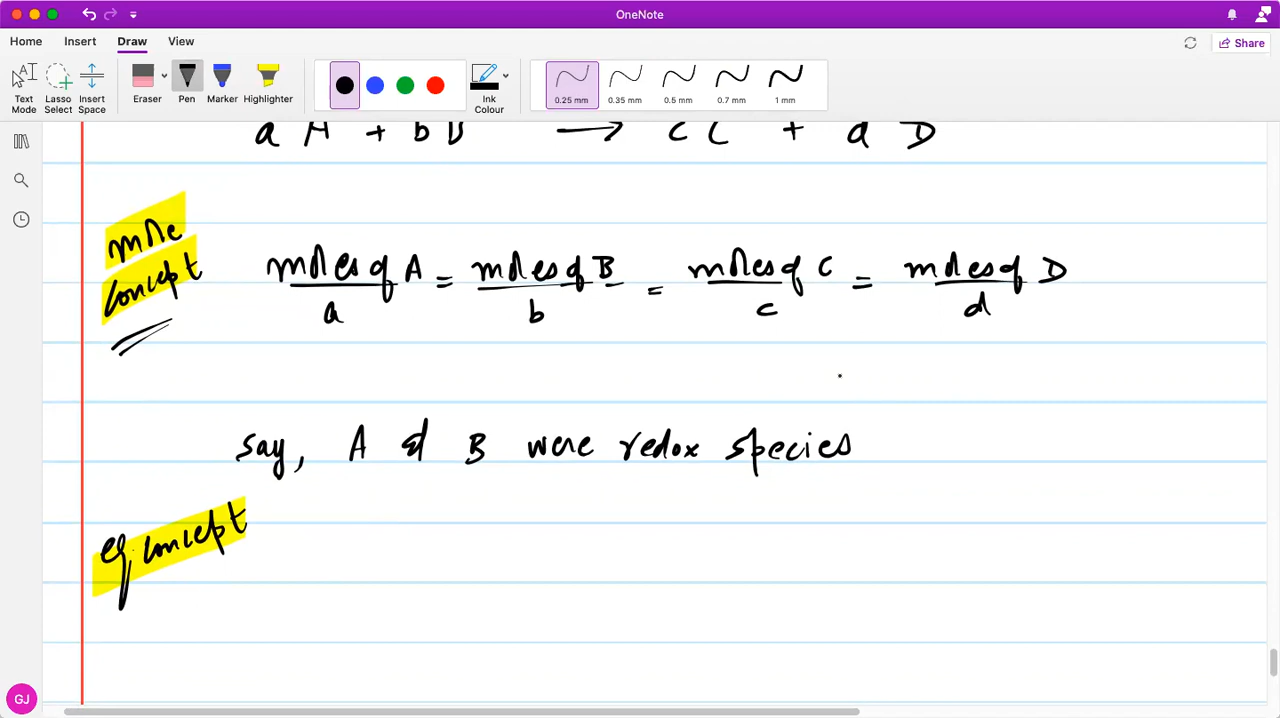 OneNote
Home Insert Draw View
Share
Text Mode
Lasso Select
Insert Space
Eraser
Pen
Marker
Highlighter
Ink Colour
0.25 mm
0.35 mm
0.5 mm
0.7 mm
1 mm
a A + b B → c C + d D
mole
concept
moles of A / a = moles of B / b = moles of C / c = moles of D / d
say, A & B were redox species
eq. concept
GJ